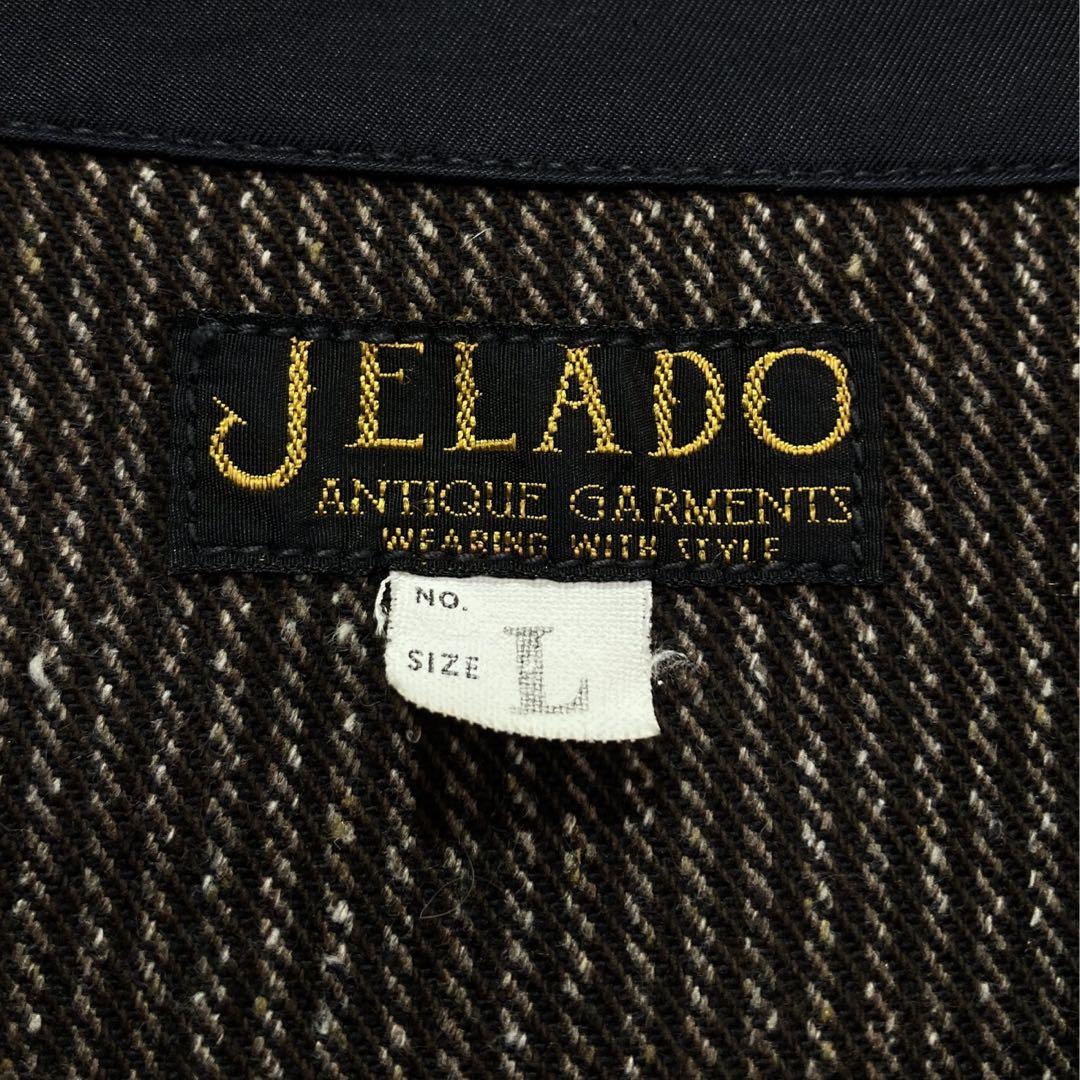 JELADO
ANTIQUE GARMENTS
WEARING WITH STYLE
NO.
SIZE L